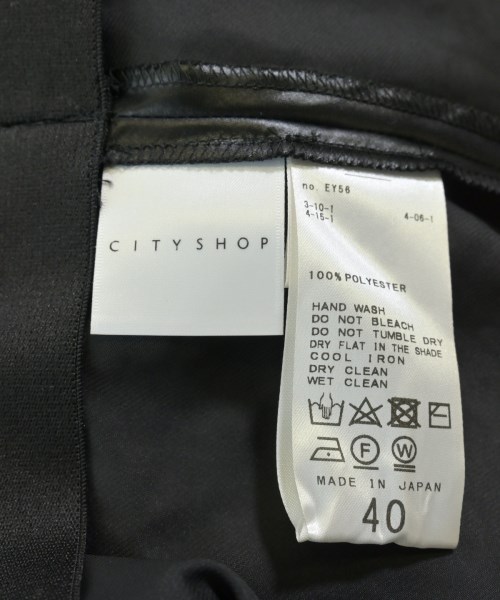 CITYSHOP
no. EY56
3-10-1
4-15-1 4-06-1
100% POLYESTER
HAND WASH
DO NOT BLEACH
DO NOT TUMBLE DRY
DRY FLAT IN THE SHADE
COOL IRON
DRY CLEAN
WET CLEAN
F W
MADE IN JAPAN
40